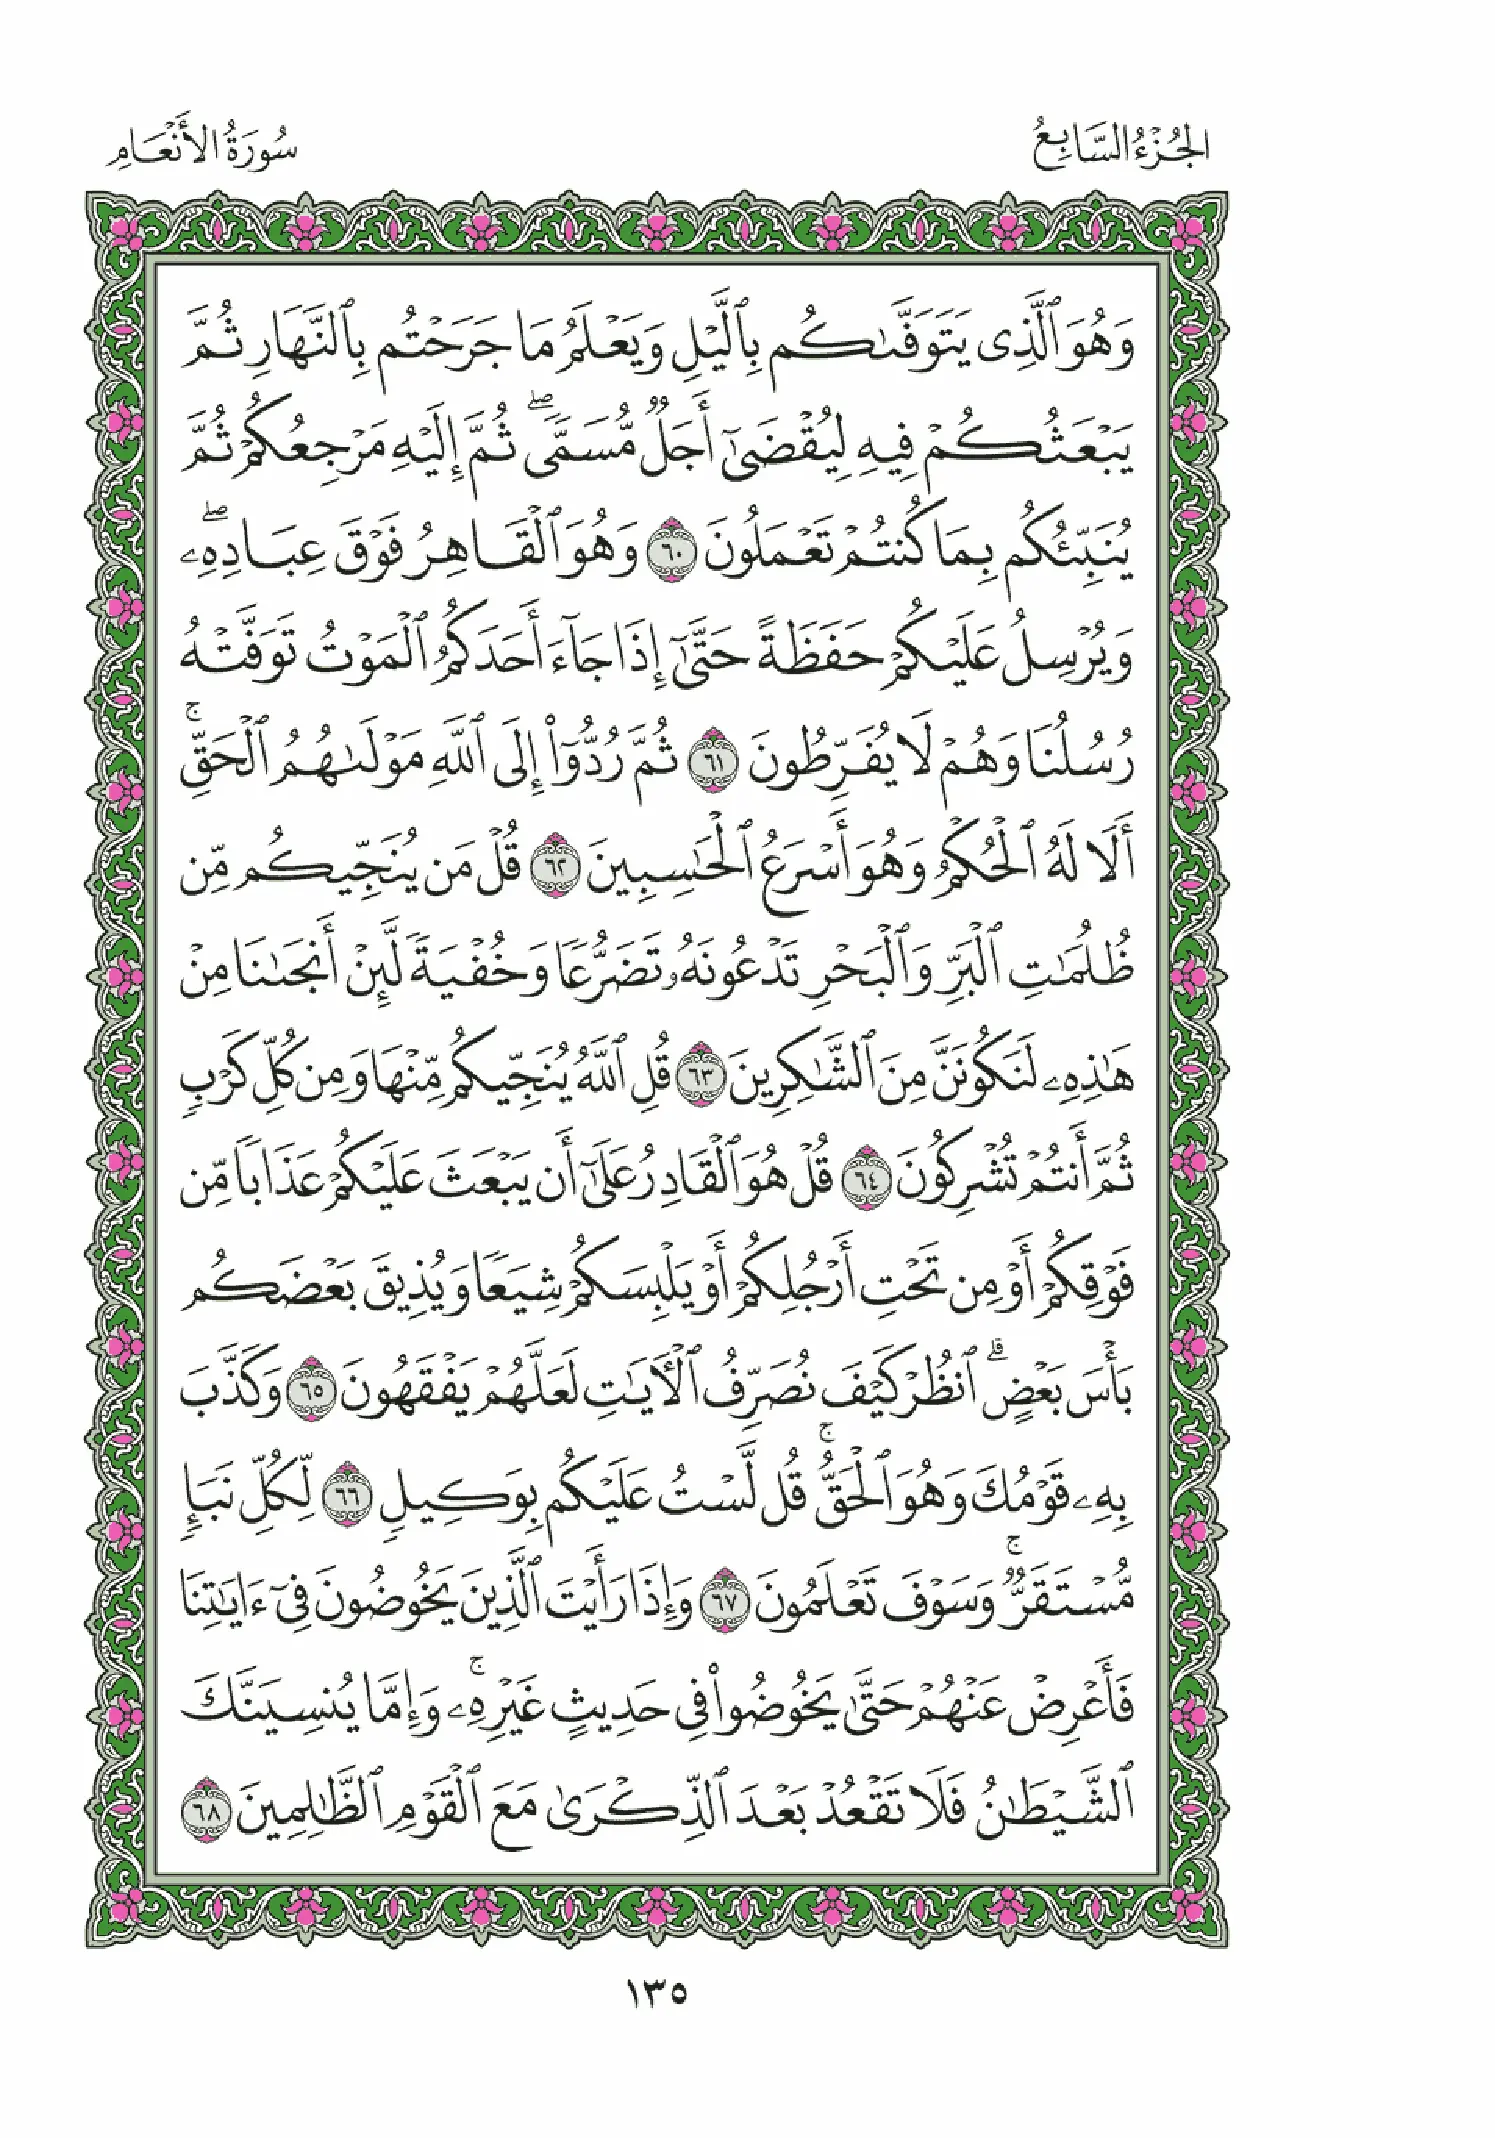 الجُزْءُ السَّابِعُ
سُورَةُ الأَنْعَامِ
وَهُوَ ٱلَّذِى يَتَوَفَّىٰكُم بِٱلَّيْلِ وَيَعْلَمُ مَا جَرَحْتُم بِٱلنَّهَارِ ثُمَّ
يَبْعَثُكُمْ فِيهِ لِيُقْضَىٰٓ أَجَلٌ مُّسَمًّى ۖ ثُمَّ إِلَيْهِ مَرْجِعُكُمْ ثُمَّ
يُنَبِّئُكُم بِمَا كُنتُمْ تَعْمَلُونَ ٦٠ وَهُوَ ٱلْقَاهِرُ فَوْقَ عِبَادِهِۦ ۖ
وَيُرْسِلُ عَلَيْكُمْ حَفَظَةً حَتَّىٰٓ إِذَا جَآءَ أَحَدَكُمُ ٱلْمَوْتُ تَوَفَّتْهُ
رُسُلُنَا وَهُمْ لَا يُفَرِّطُونَ ٦١ ثُمَّ رُدُّوٓا۟ إِلَى ٱللَّهِ مَوْلَىٰهُمُ ٱلْحَقِّ ۚ
أَلَا لَهُ ٱلْحُكْمُ وَهُوَ أَسْرَعُ ٱلْحَـٰسِبِينَ ٦٢ قُلْ مَن يُنَجِّيكُم مِّن
ظُلُمَـٰتِ ٱلْبَرِّ وَٱلْبَحْرِ تَدْعُونَهُۥ تَضَرُّعًا وَخُفْيَةً لَّئِنْ أَنجَىٰنَا مِنْ
هَـٰذِهِۦ لَنَكُونَنَّ مِنَ ٱلشَّـٰكِرِينَ ٦٣ قُلِ ٱللَّهُ يُنَجِّيكُم مِّنْهَا وَمِن كُلِّ كَرْبٍ
ثُمَّ أَنتُمْ تُشْرِكُونَ ٦٤ قُلْ هُوَ ٱلْقَادِرُ عَلَىٰٓ أَن يَبْعَثَ عَلَيْكُمْ عَذَابًا مِّن
فَوْقِكُمْ أَوْ مِن تَحْتِ أَرْجُلِكُمْ أَوْ يَلْبِسَكُمْ شِيَعًا وَيُذِيقَ بَعْضَكُم
بَأْسَ بَعْضٍ ۗ ٱنظُرْ كَيْفَ نُصَرِّفُ ٱلْـَٔايَـٰتِ لَعَلَّهُمْ يَفْقَهُونَ ٦٥ وَكَذَّبَ
بِهِۦ قَوْمُكَ وَهُوَ ٱلْحَقُّ ۚ قُل لَّسْتُ عَلَيْكُم بِوَكِيلٍ ٦٦ لِّكُلِّ نَبَإٍ
مُّسْتَقَرٌّ ۚ وَسَوْفَ تَعْلَمُونَ ٦٧ وَإِذَا رَأَيْتَ ٱلَّذِينَ يَخُوضُونَ فِىٓ ءَايَـٰتِنَا
فَأَعْرِضْ عَنْهُمْ حَتَّىٰ يَخُوضُوا۟ فِى حَدِيثٍ غَيْرِهِۦ ۚ وَإِمَّا يُنسِيَنَّكَ
ٱلشَّيْطَـٰنُ فَلَا تَقْعُدْ بَعْدَ ٱلذِّكْرَىٰ مَعَ ٱلْقَوْمِ ٱلظَّـٰلِمِينَ ٦٨
١٣٥